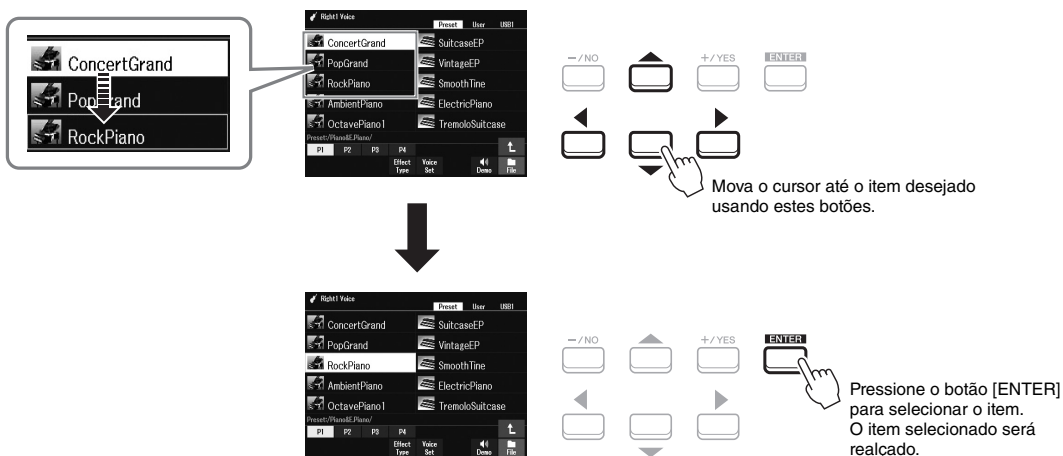 Right1 Voice
Preset User USB1
ConcertGrand
PopGrand
RockPiano
ConcertGrand SuitcaseEP
PopGrand VintageEP
RockPiano SmoothTine
AmbientPiano ElectricPiano
OctavePiano1 TremoloSuitcase
Preset:/Piano&E.Piano/
P1 P2 P3 P4
Effect Type Voice Set Demo File
−/NO +/YES ENTER
Mova o cursor até o item desejado
usando estes botões.
Right1 Voice
Preset User USB1
ConcertGrand SuitcaseEP
PopGrand VintageEP
RockPiano SmoothTine
AmbientPiano ElectricPiano
OctavePiano1 TremoloSuitcase
Preset:/Piano&E.Piano/
P1 P2 P3 P4
Effect Type Voice Set Demo File
−/NO +/YES ENTER
Pressione o botão [ENTER]
para selecionar o item.
O item selecionado será
realçado.